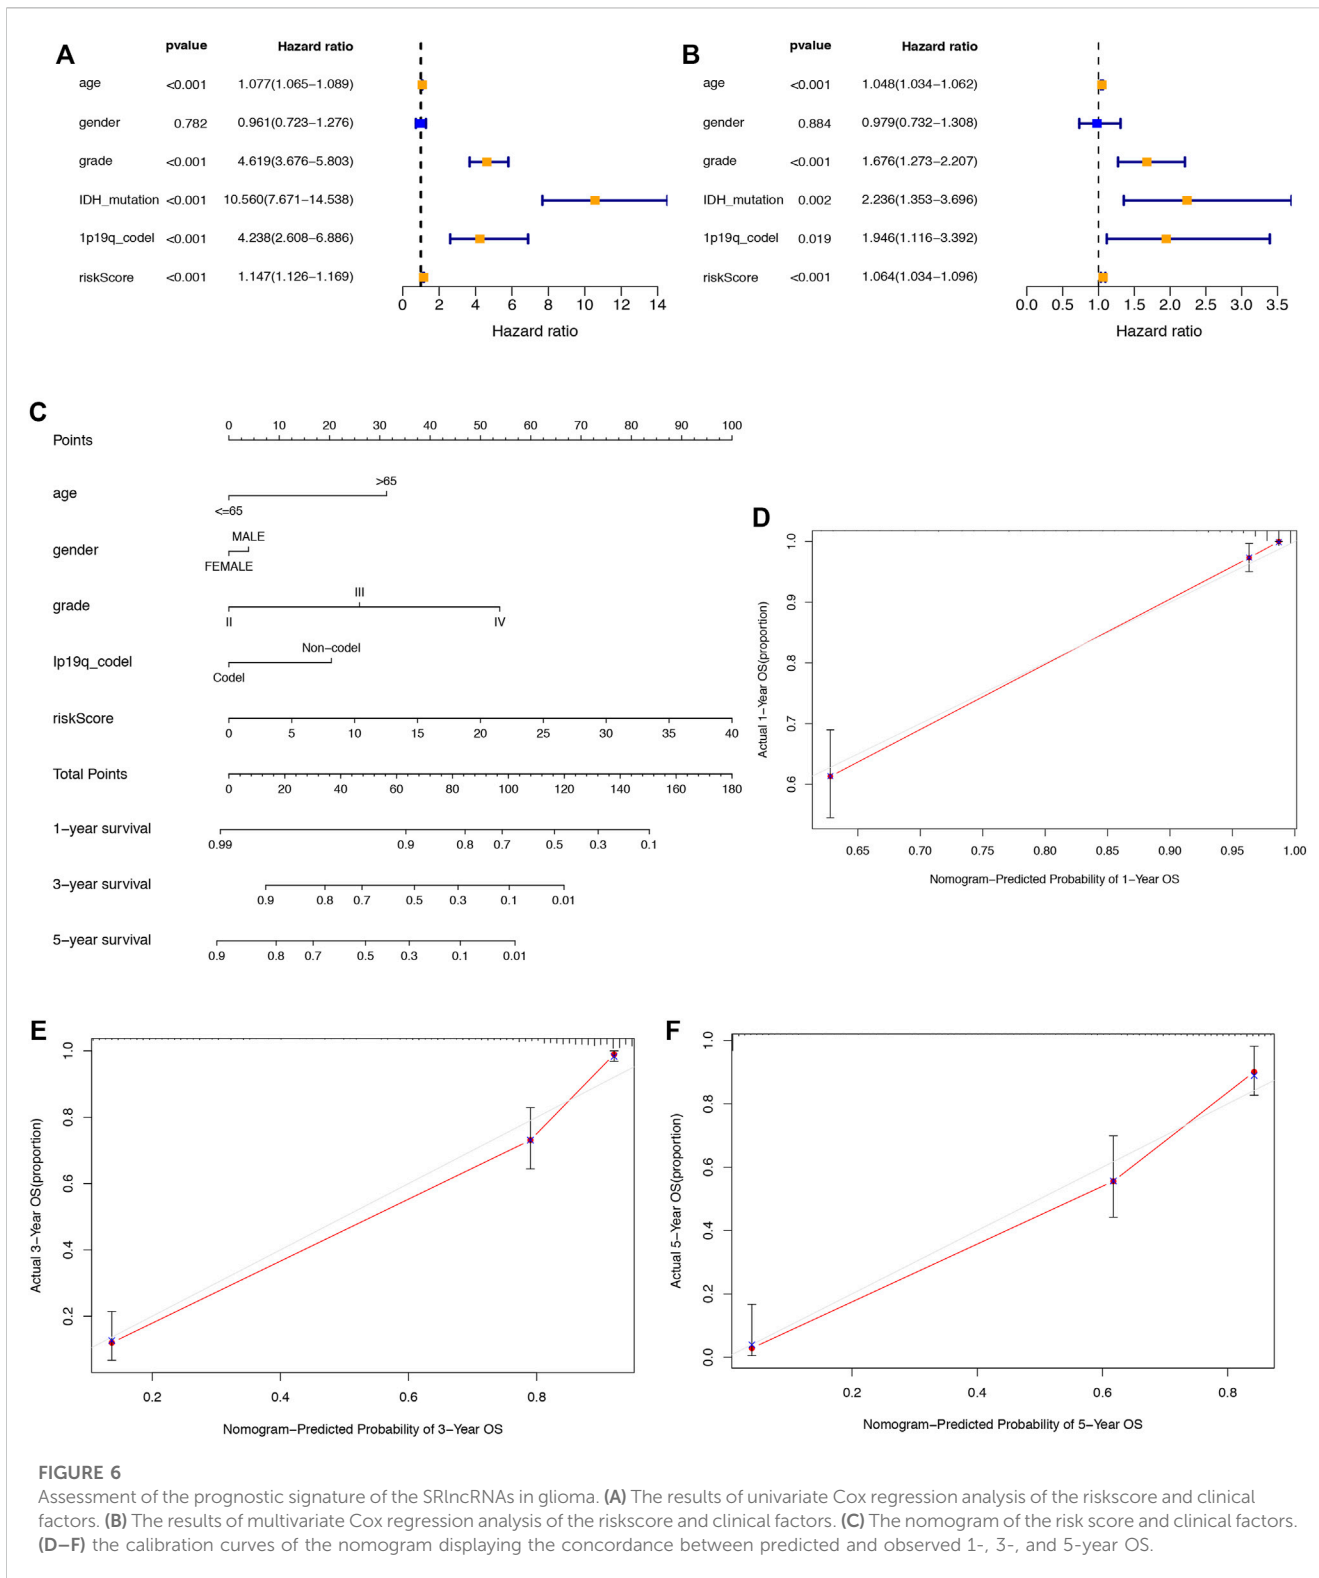 A
pvalue Hazard ratio
age <0.001 1.077(1.065−1.089)
gender 0.782 0.961(0.723−1.276)
grade <0.001 4.619(3.676−5.803)
IDH_mutation <0.001 10.560(7.671−14.538)
1p19q_codel <0.001 4.238(2.608−6.886)
riskScore <0.001 1.147(1.126−1.169)
0 2 4 6 8 10 12 14
Hazard ratio
B
pvalue Hazard ratio
age <0.001 1.048(1.034−1.062)
gender 0.884 0.979(0.732−1.308)
grade <0.001 1.676(1.273−2.207)
IDH_mutation 0.002 2.236(1.353−3.696)
1p19q_codel 0.019 1.946(1.116−3.392)
riskScore <0.001 1.064(1.034−1.096)
0.0 0.5 1.0 1.5 2.0 2.5 3.0 3.5
Hazard ratio
C
0 10 20 30 40 50 60 70 80 90 100
Points
>65
age
<=65
MALE
gender
FEMALE
III
grade
II IV
Non−codel
Ip19q_codel
Codel
riskScore
0 5 10 15 20 25 30 35 40
Total Points
0 20 40 60 80 100 120 140 160 180
1−year survival
0.99 0.9 0.8 0.7 0.5 0.3 0.1
3−year survival
0.9 0.8 0.7 0.5 0.3 0.1 0.01
5−year survival
0.9 0.8 0.7 0.5 0.3 0.1 0.01
D
Actual 1−Year OS(proportion)
1.0
0.9
0.8
0.7
0.6
0.65 0.70 0.75 0.80 0.85 0.90 0.95 1.00
Nomogram−Predicted Probability of 1−Year OS
E
Actual 3−Year OS(proportion)
1.0
0.8
0.6
0.4
0.2
0.2 0.4 0.6 0.8
Nomogram−Predicted Probability of 3−Year OS
F
Actual 5−Year OS(proportion)
1.0
0.8
0.6
0.4
0.2
0.0
0.2 0.4 0.6 0.8
Nomogram−Predicted Probability of 5−Year OS
FIGURE 6
Assessment of the prognostic signature of the SRlncRNAs in glioma. (A) The results of univariate Cox regression analysis of the riskscore and clinical
factors. (B) The results of multivariate Cox regression analysis of the riskscore and clinical factors. (C) The nomogram of the risk score and clinical factors.
(D–F) the calibration curves of the nomogram displaying the concordance between predicted and observed 1-, 3-, and 5-year OS.